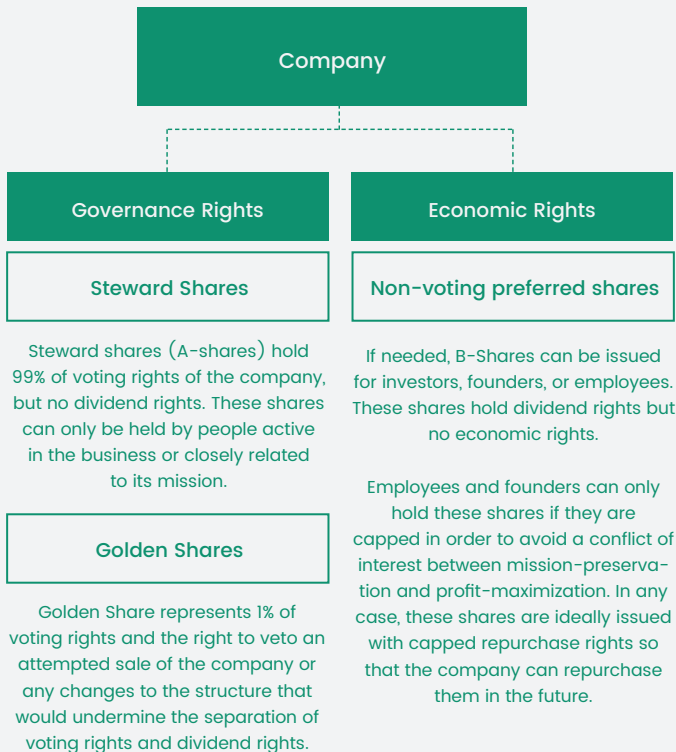 Company
Governance Rights
Steward Shares
Steward shares (A-shares) hold
99% of voting rights of the company,
but no dividend rights. These shares
can only be held by people active
in the business or closely related
to its mission.
Golden Shares
Golden Share represents 1% of
voting rights and the right to veto an
attempted sale of the company or
any changes to the structure that
would undermine the separation of
voting rights and dividend rights.
Economic Rights
Non-voting preferred shares
If needed, B-Shares can be issued
for investors, founders, or employees.
These shares hold dividend rights but
no economic rights.
Employees and founders can only
hold these shares if they are
capped in order to avoid a conflict of
interest between mission-preserva-
tion and profit-maximization. In any
case, these shares are ideally issued
with capped repurchase rights so
that the company can repurchase
them in the future.